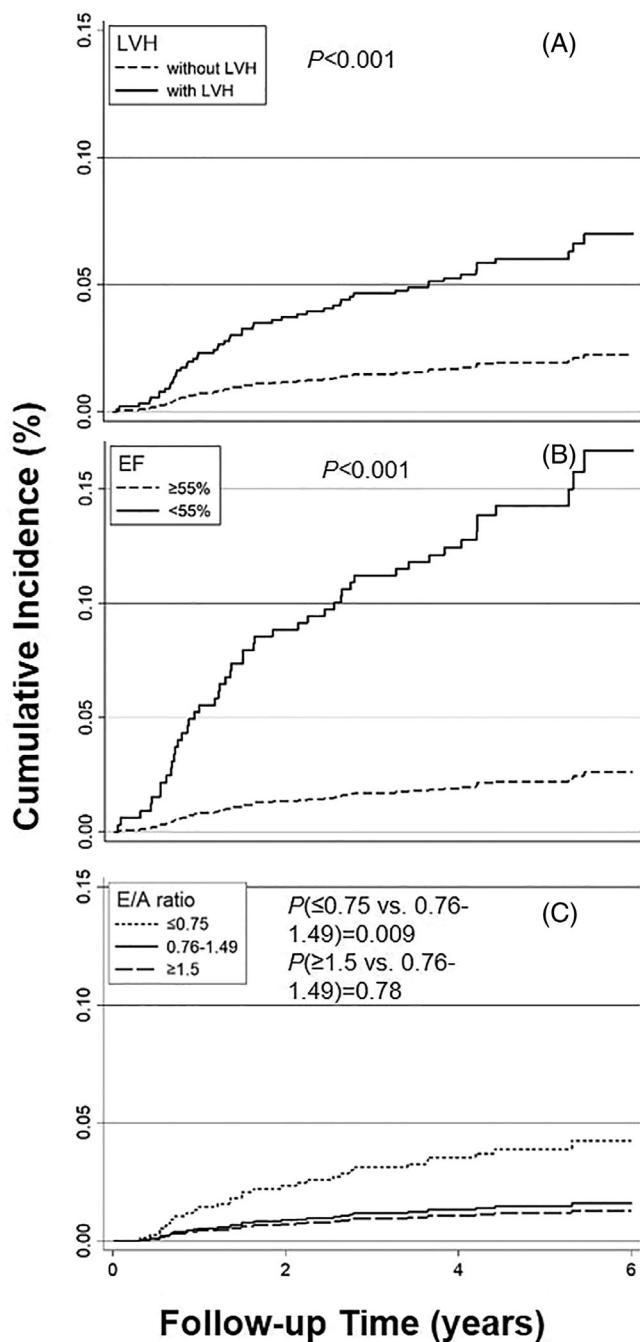 LVH
without LVH
with LVH
P<0.001
(A)
0.15
0.10
0.05
0.00
EF
≥55%
<55%
P<0.001
(B)
0.15
0.10
0.05
0.00
E/A ratio
≤0.75
0.76-1.49
≥1.5
P(≤0.75 vs. 0.76-
1.49)=0.009
P(≥1.5 vs. 0.76-
1.49)=0.78
(C)
0.15
0.10
0.05
0.00
0 2 4 6
Cumulative Incidence (%)
Follow-up Time (years)